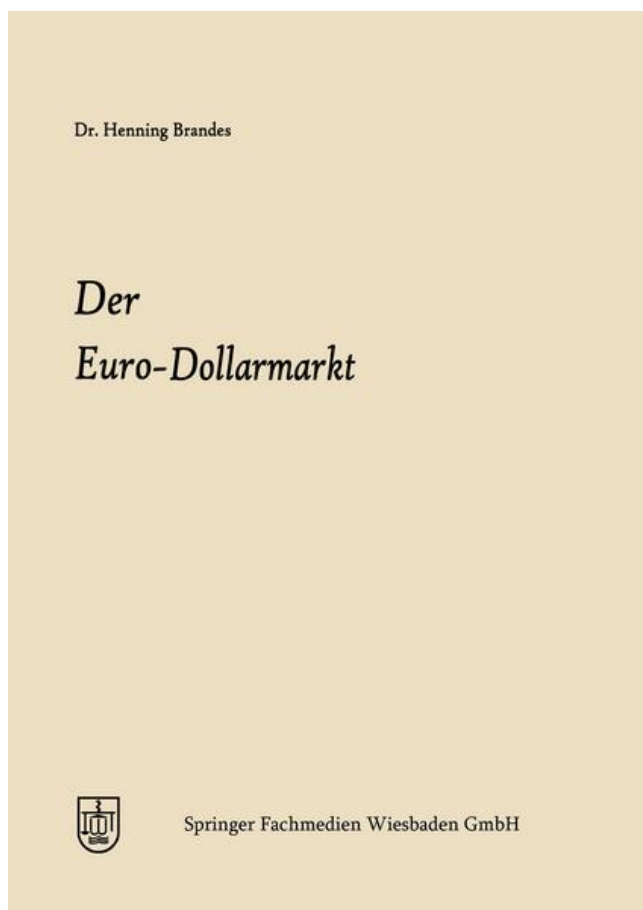 Dr. Henning Brandes
Der
Euro-Dollarmarkt
Springer Fachmedien Wiesbaden GmbH